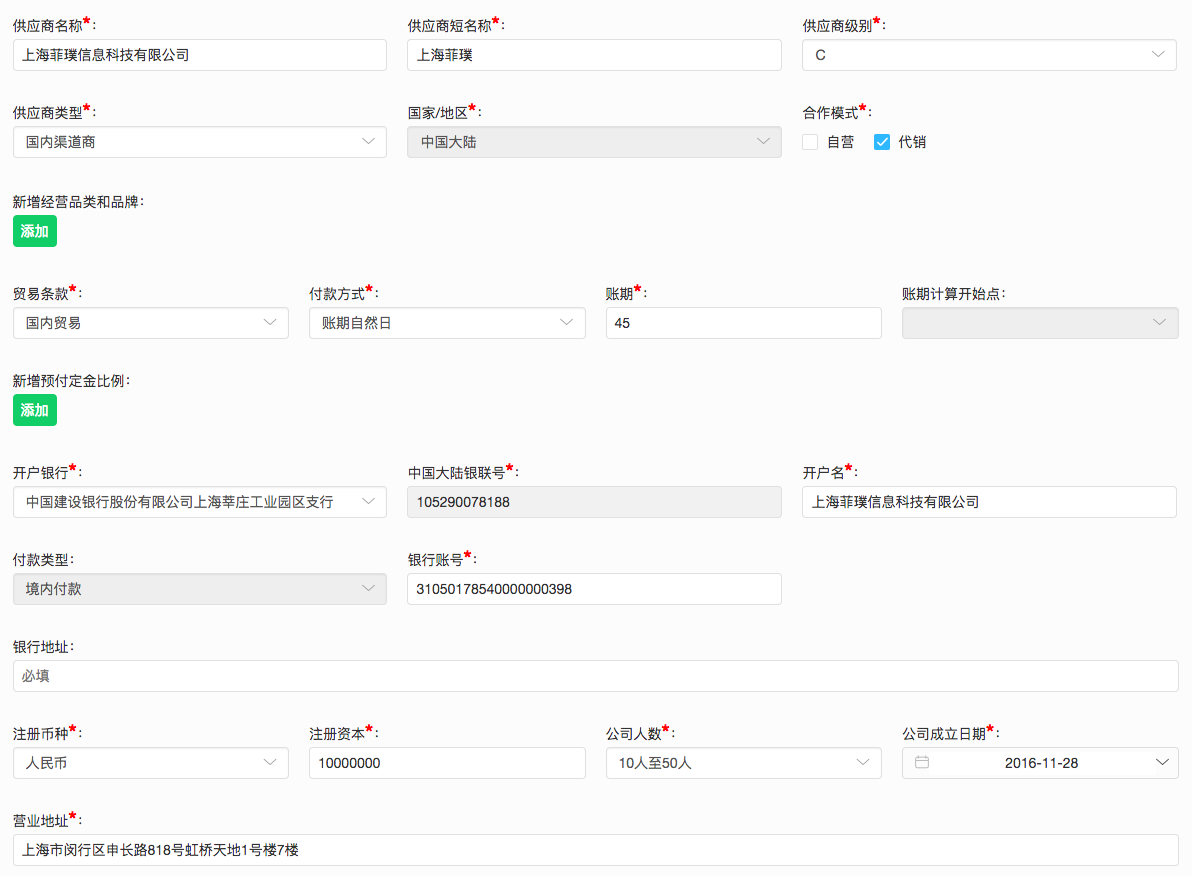 供应商名称*: 供应商短名称*: 供应商级别*:
上海菲璞信息科技有限公司 上海菲璞 C
供应商类型*: 国家/地区*: 合作模式*:
国内渠道商 中国大陆 自营 代销
新增经营品类和品牌:
添加
贸易条款*: 付款方式*: 账期*: 账期计算开始点:
国内贸易 账期自然日 45
新增预付定金比例:
添加
开户银行*: 中国大陆银联号*: 开户名*:
中国建设银行股份有限公司上海莘庄工业园区支行 105290078188 上海菲璞信息科技有限公司
付款类型: 银行账号*:
境内付款 31050178540000000398
银行地址:
必填
注册币种*: 注册资本*: 公司人数*: 公司成立日期*:
人民币 10000000 10人至50人 2016-11-28
营业地址*:
上海市闵行区申长路818号虹桥天地1号楼7楼